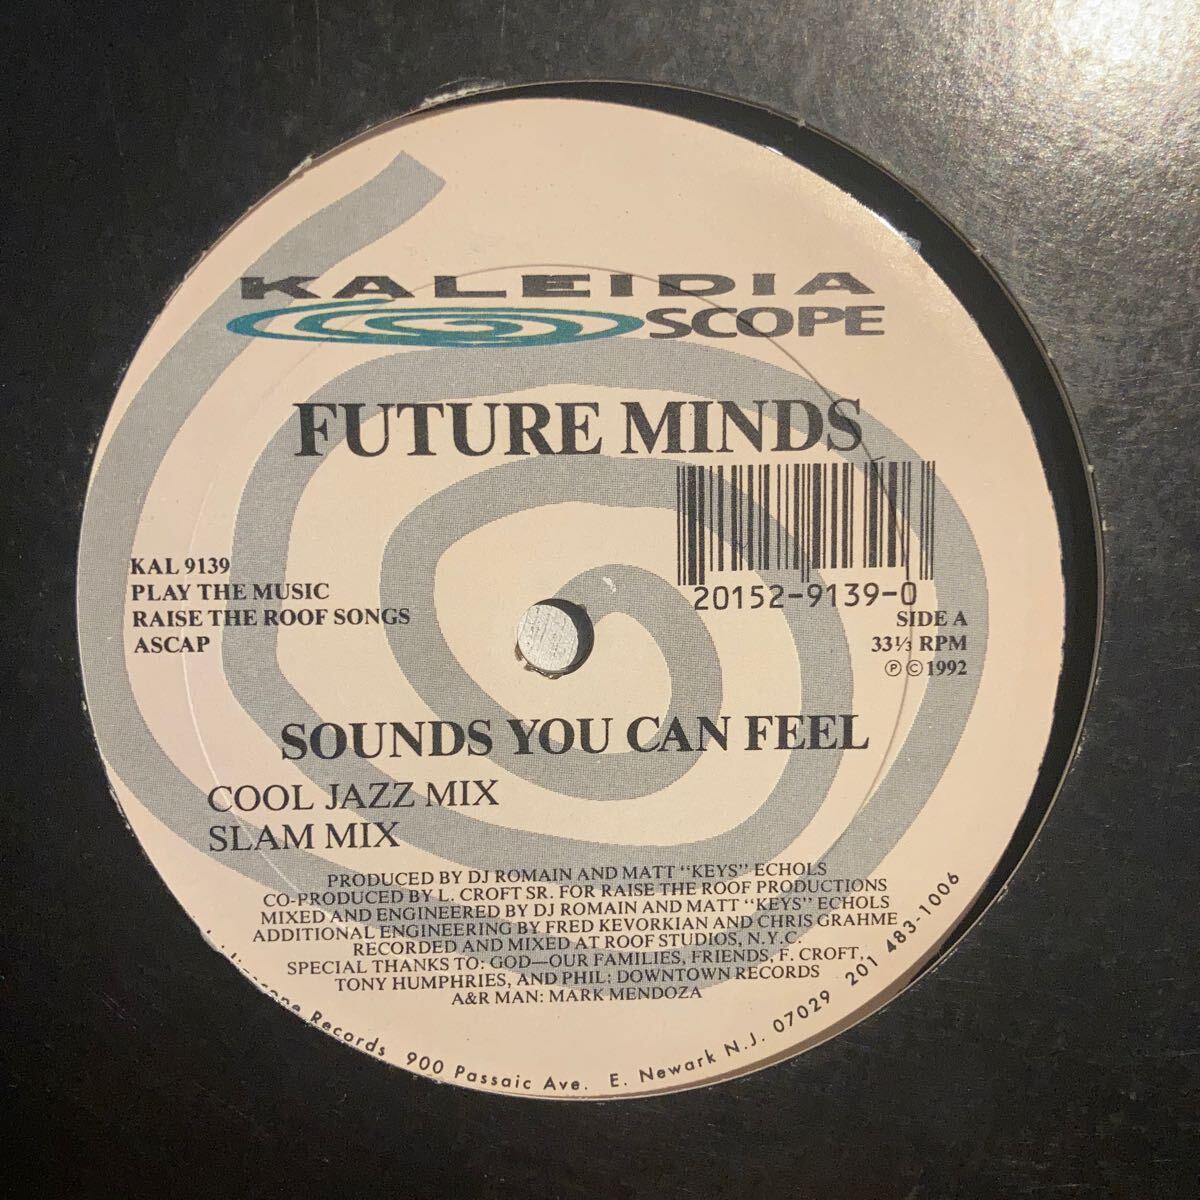 KALEIDIA
SCOPE
FUTURE MINDS
20152-9139-0
KAL 9139
PLAY THE MUSIC
RAISE THE ROOF SONGS
ASCAP
SIDE A
33⅓ RPM
Ⓟ©1992
SOUNDS YOU CAN FEEL
COOL JAZZ MIX
SLAM MIX
PRODUCED BY DJ ROMAIN AND MATT "KEYS" ECHOLS
CO-PRODUCED BY L. CROFT SR. FOR RAISE THE ROOF PRODUCTIONS
MIXED AND ENGINEERED BY DJ ROMAIN AND MATT "KEYS" ECHOLS
ADDITIONAL ENGINEERING BY FRED KEVORKIAN AND CHRIS GRAHME
RECORDED AND MIXED AT ROOF STUDIOS, N.Y.C.
SPECIAL THANKS TO: GOD—OUR FAMILIES, FRIENDS, F. CROFT,
TONY HUMPHRIES, AND PHIL: DOWNTOWN RECORDS
A&R MAN: MARK MENDOZA
Records 900 Passaic Ave. E. Newark N.J. 07029 201 483-1006